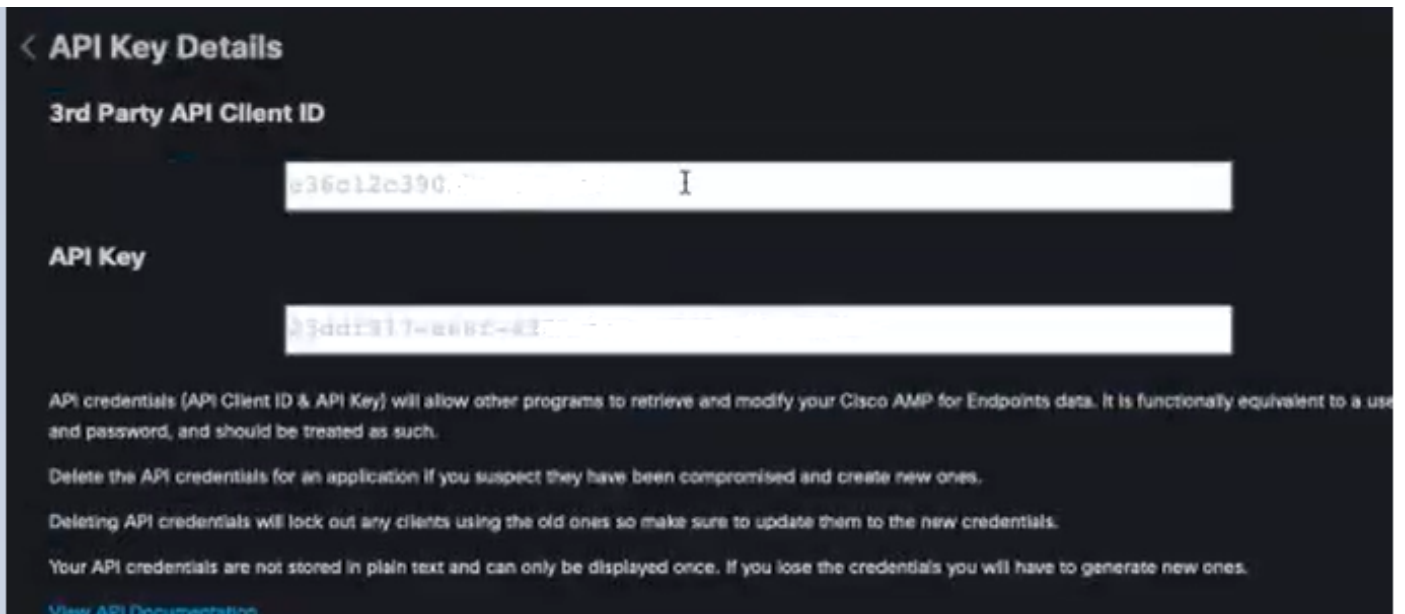 API Key Details
3rd Party API Client ID
e36c12c390
API Key
API credentials (API Client ID & API Key) will allow other programs to retrieve and modify your Cisco AMP for Endpoints data. It is functionally equivalent to a use
and password, and should be treated as such.
Delete the API credentials for an application if you suspect they have been compromised and create new ones.
Deleting API credentials will lock out any clients using the old ones so make sure to update them to the new credentials.
Your API credentials are not stored in plain text and can only be displayed once. If you lose the credentials you will have to generate new ones.
View API Documentation